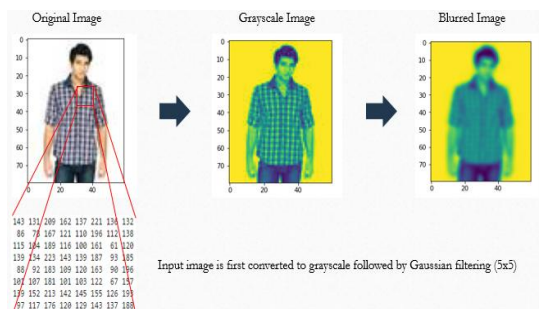 Original Image
Grayscale Image
Blurred Image
0
10
20
30
40
50
60
70
0 20 40
0
10
20
30
40
50
60
70
0 20 40
0
10
20
30
40
50
60
70
0 20 40
143 131 209 162 137 221 136 132
86 78 167 121 110 196 112 138
115 104 189 116 100 161 61 120
139 134 223 143 139 187 93 185
88 92 183 109 120 163 90 196
101 107 181 101 103 122 67 157
139 152 213 142 145 155 126 193
97 117 176 120 129 143 137 188
Input image is first converted to grayscale followed by Gaussian filtering (5x5)